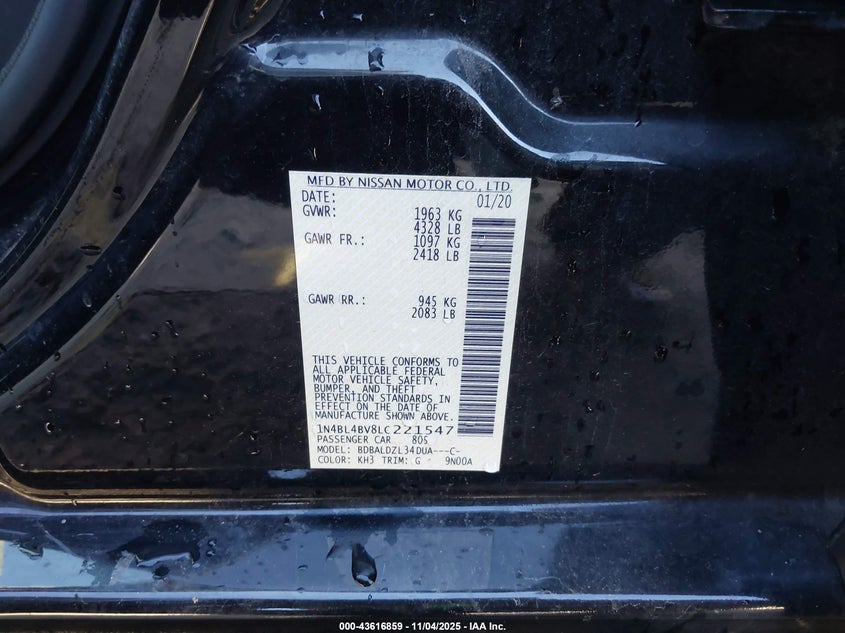 MFD BY NISSAN MOTOR CO., LTD.
DATE: 01/20
GVWR: 1963 KG
4328 LB
GAWR FR.: 1097 KG
2418 LB
GAWR RR.: 945 KG
2083 LB
THIS VEHICLE CONFORMS TO
ALL APPLICABLE FEDERAL
MOTOR VEHICLE SAFETY,
BUMPER, AND THEFT
PREVENTION STANDARDS IN
EFFECT ON THE DATE OF
MANUFACTURE SHOWN ABOVE.
1N4BL4BV8LC221547
PASSENGER CAR 805
MODEL: BDBALDZL34DUA---C-
COLOR: KH3 TRIM: G 9N00A
000-43616859 - 11/04/2025 - IAA Inc.